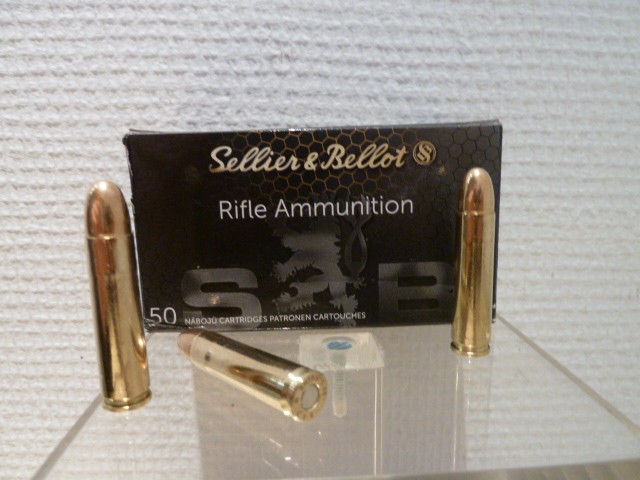 Sellier & Bellot S
Rifle Ammunition
S B
50 NÁBOJŮ CARTRIDGES PATRONEN CARTOUCHES